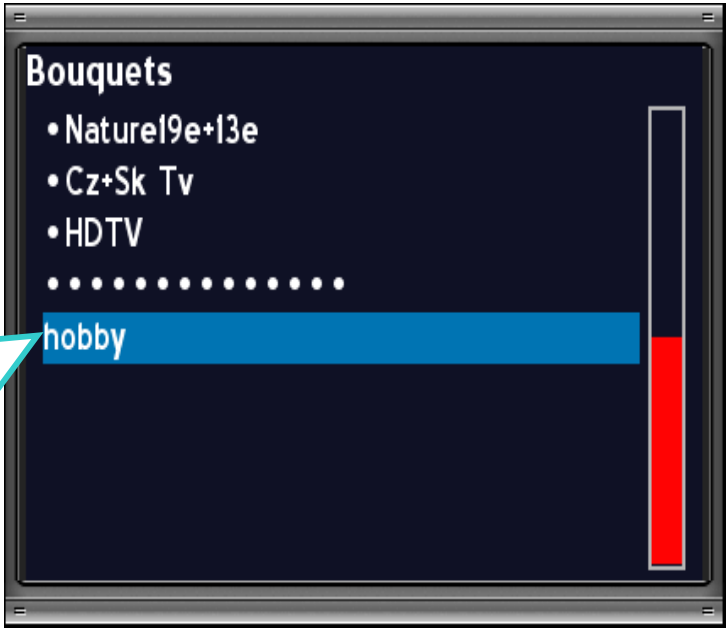 Bouquets
•Nature19e+13e
•Cz+Sk Tv
•HDTV
••••••••••••••
hobby